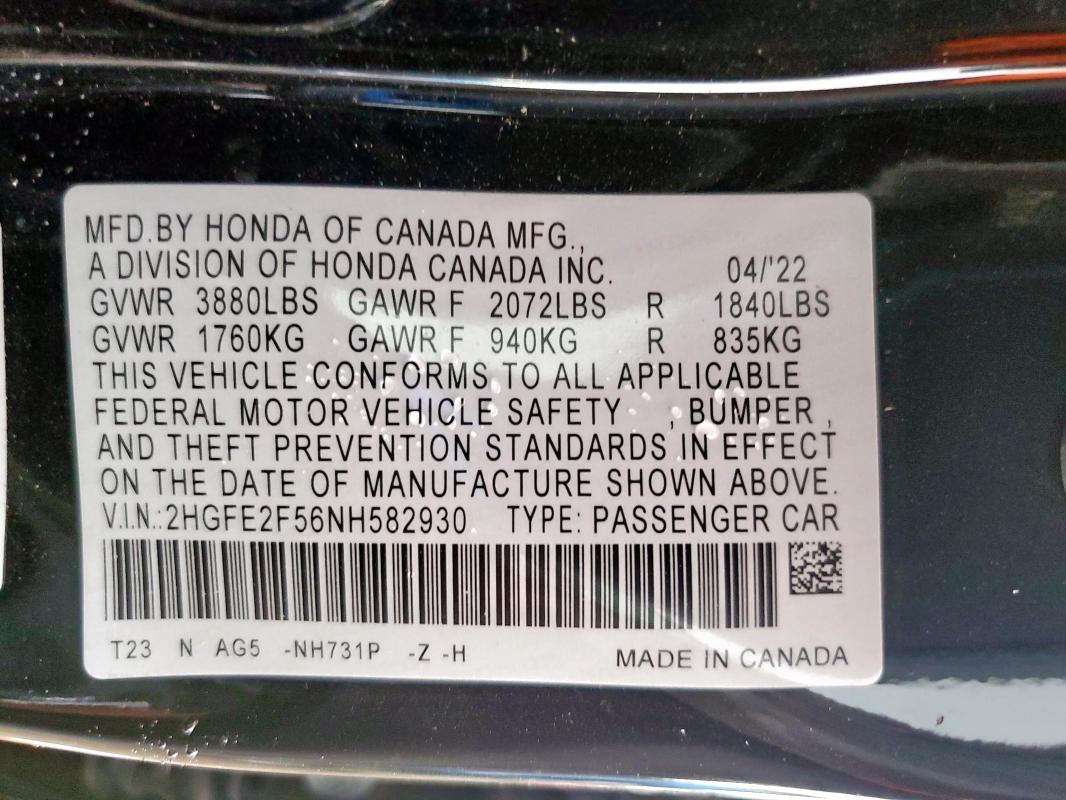 MFD.BY HONDA OF CANADA MFG.,
A DIVISION OF HONDA CANADA INC. 04/'22
GVWR 3880LBS GAWR F 2072LBS R 1840LBS
GVWR 1760KG GAWR F 940KG R 835KG
THIS VEHICLE CONFORMS TO ALL APPLICABLE
FEDERAL MOTOR VEHICLE SAFETY , BUMPER ,
AND THEFT PREVENTION STANDARDS IN EFFECT
ON THE DATE OF MANUFACTURE SHOWN ABOVE.
V.I.N.:2HGFE2F56NH582930 TYPE: PASSENGER CAR
T23 N AG5 -NH731P -Z -H MADE IN CANADA